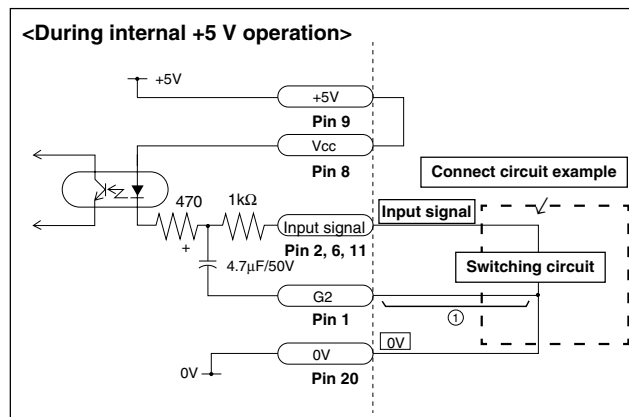 <During internal +5 V operation>
+5V
+5V
Pin 9
Vcc
Pin 8
Connect circuit example
470
1kΩ
Input signal
Input signal
Pin 2, 6, 11
+
4.7μF/50V
Switching circuit
G2
Pin 1
①
0V
0V
0V
Pin 20